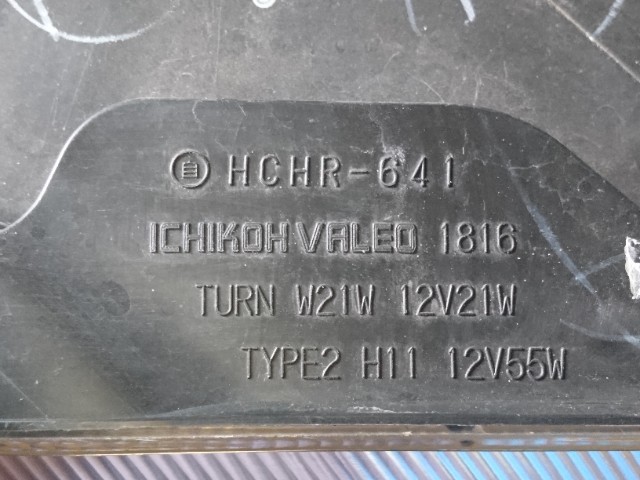 自 HCHR-641
ICHIKOH VALEO 1816
TURN W21W 12V21W
TYPE2 H11 12V55W